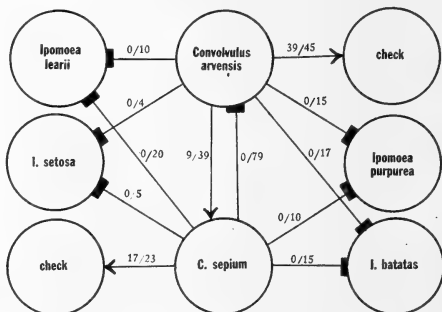 Ipomoea
learii
0/10
Convolvulus
arvensis
39/45
check
0/4
0/15
I. setosa
0/20
9/39
0/79
0/17
Ipomoea
purpurea
0/5
0/10
check
17/23
C. sepium
0/15
I. batatas